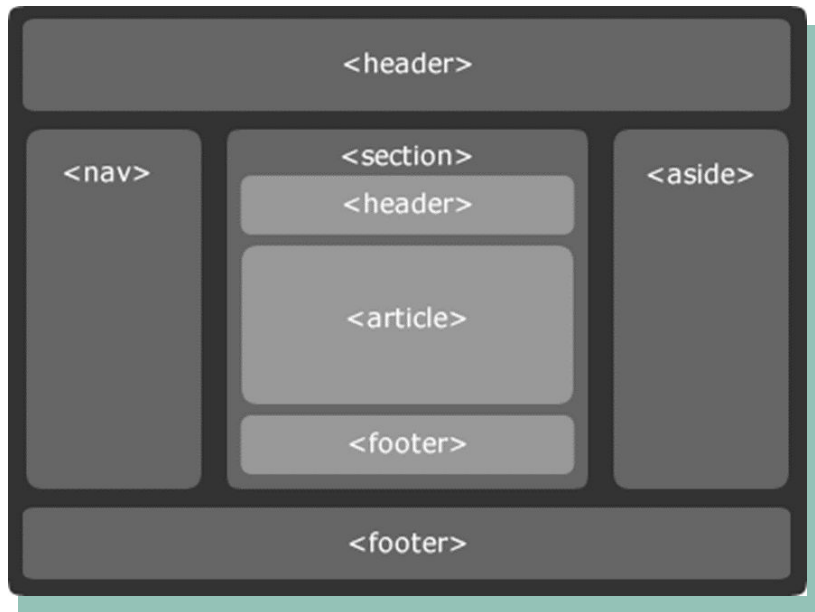 <header>
<nav>
<section>
<header>
<article>
<footer>
<aside>
<footer>